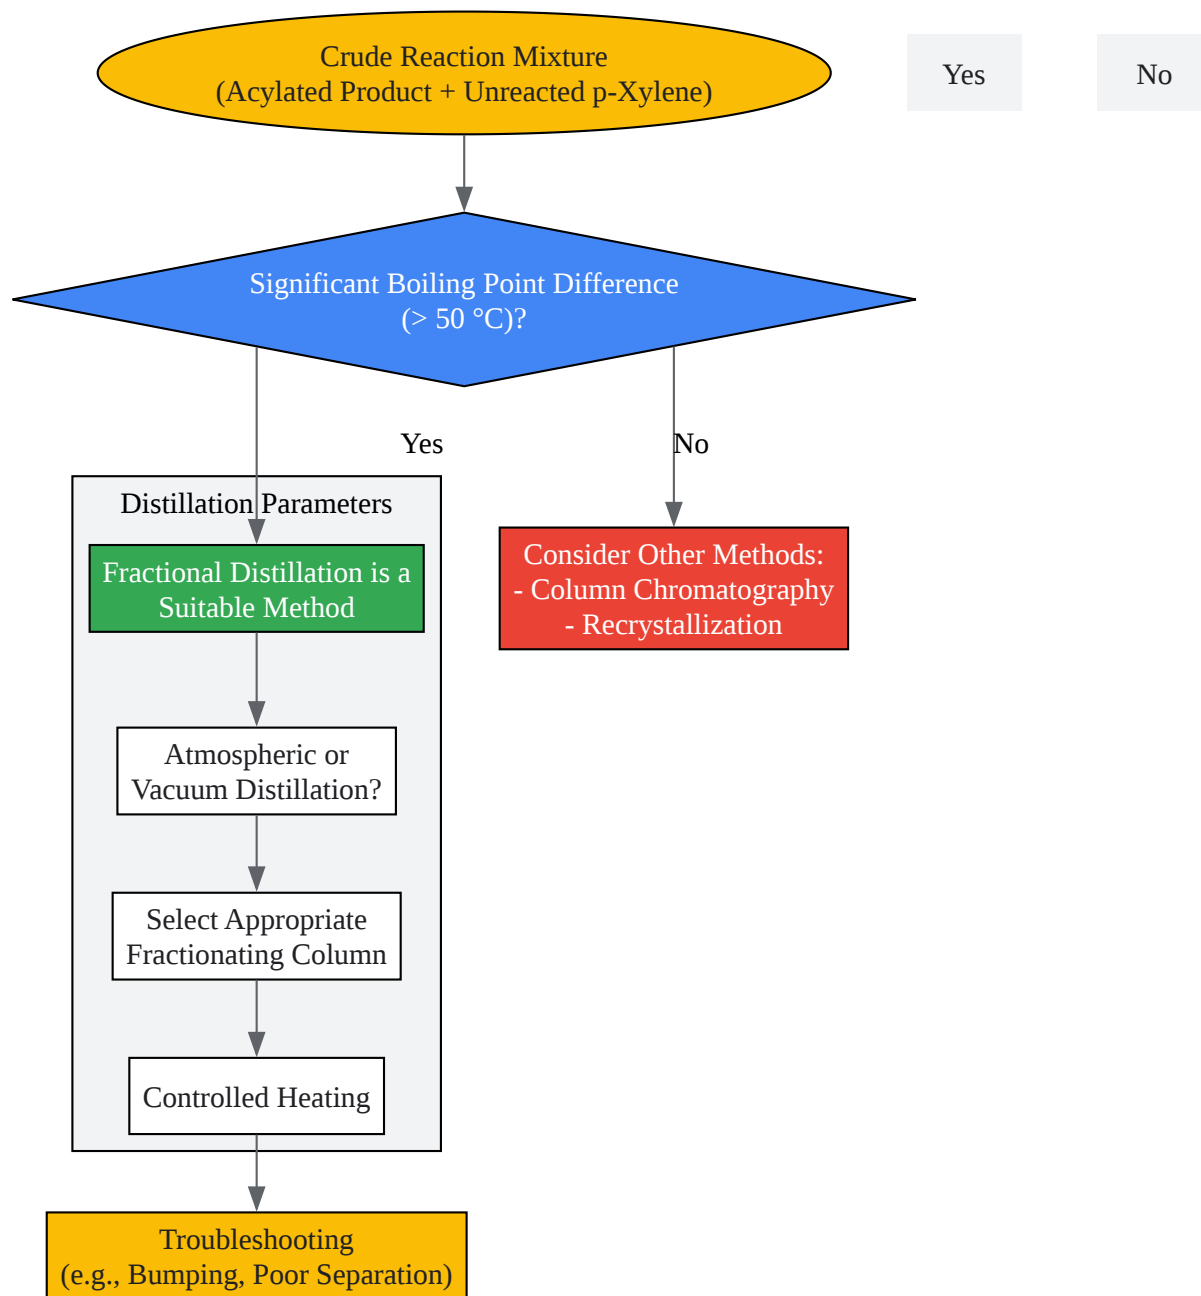 Crude Reaction Mixture
(Acylated Product + Unreacted p-Xylene)
Yes
No
Significant Boiling Point Difference
(> 50 °C)?
Yes
No
Distillation Parameters
Fractional Distillation is a
Suitable Method
Consider Other Methods:
- Column Chromatography
- Recrystallization
Atmospheric or
Vacuum Distillation?
Select Appropriate
Fractionating Column
Controlled Heating
Troubleshooting
(e.g., Bumping, Poor Separation)